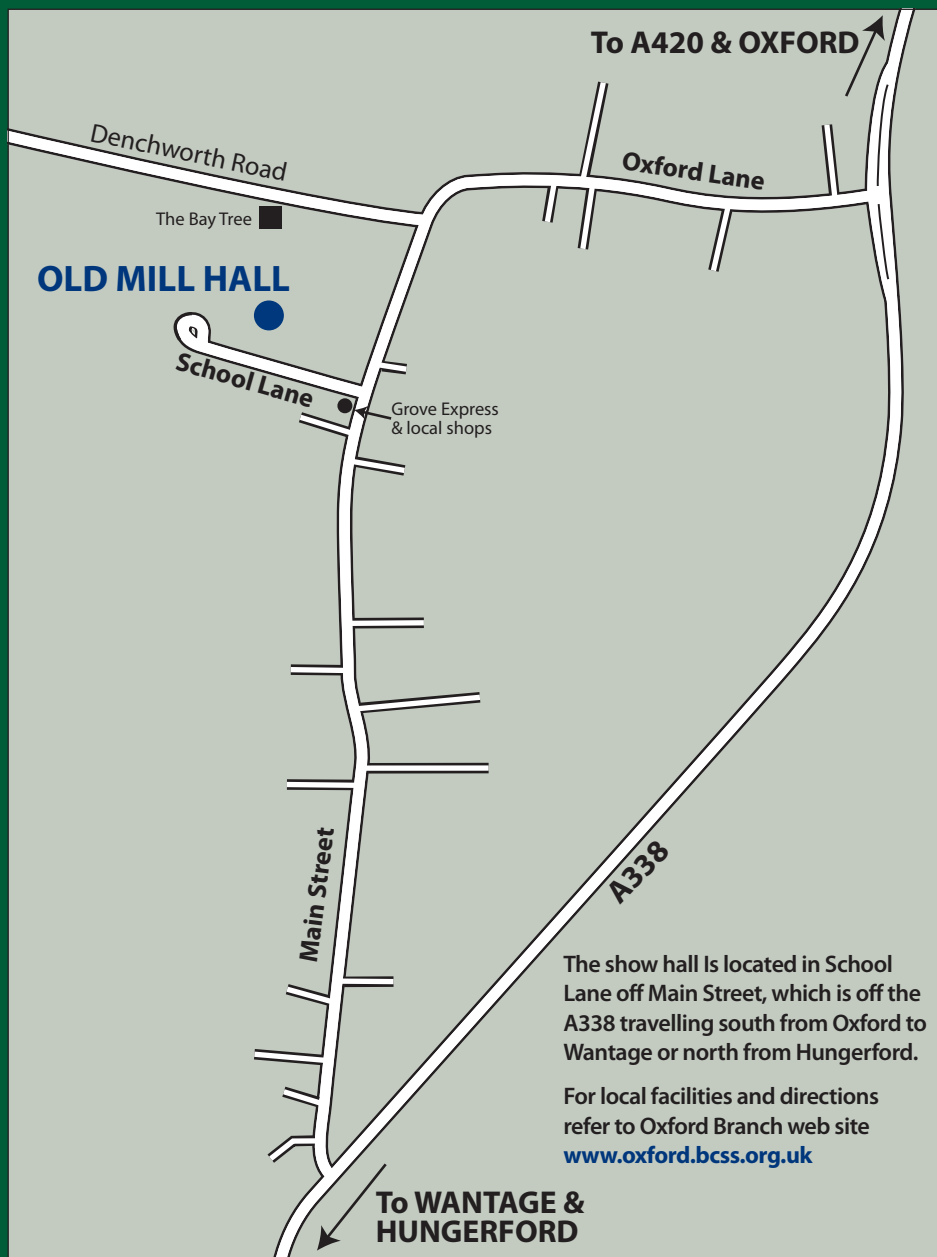 To A420 & OXFORD
Denchworth Road
Oxford Lane
The Bay Tree
OLD MILL HALL
School Lane
Grove Express
& local shops
Main Street
A338
The show hall Is located in School
Lane off Main Street, which is off the
A338 travelling south from Oxford to
Wantage or north from Hungerford.
For local facilities and directions
refer to Oxford Branch web site
www.oxford.bcss.org.uk
To WANTAGE &
HUNGERFORD